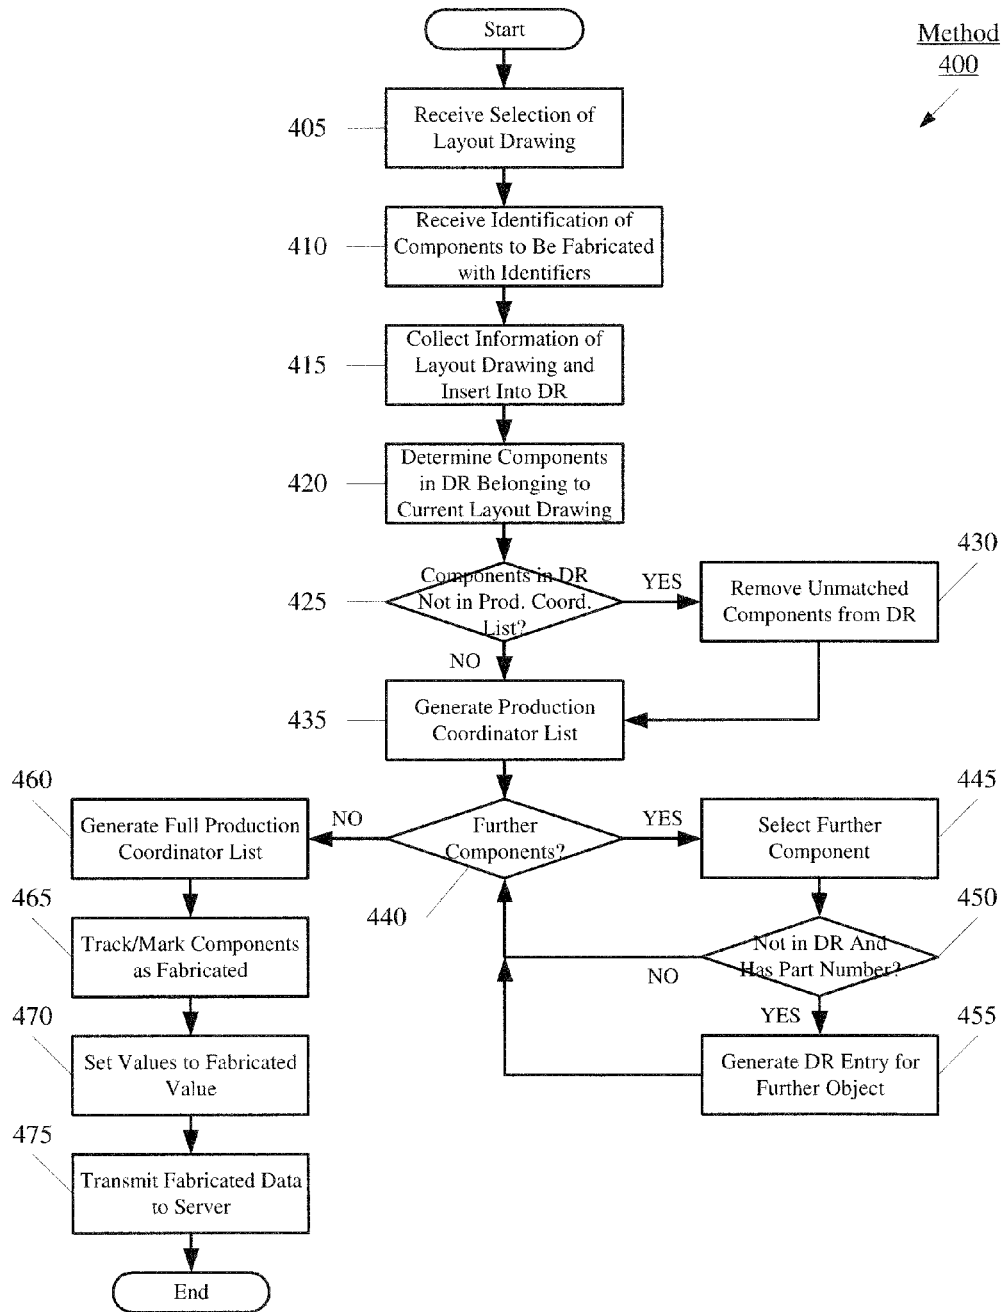 Start
Method
400
405
Receive Selection of
Layout Drawing
410
Receive Identification of
Components to Be Fabricated
with Identifiers
415
Collect Information of
Layout Drawing and
Insert Into DR
420
Determine Components
in DR Belonging to
Current Layout Drawing
425
Components in DR
Not in Prod. Coord.
List?
YES
NO
430
Remove Unmatched
Components from DR
435
Generate Production
Coordinator List
440
Further
Components?
NO
YES
445
Select Further
Component
450
Not in DR And
Has Part Number?
NO
YES
455
Generate DR Entry for
Further Object
460
Generate Full Production
Coordinator List
465
Track/Mark Components
as Fabricated
470
Set Values to Fabricated
Value
475
Transmit Fabricated Data
to Server
End